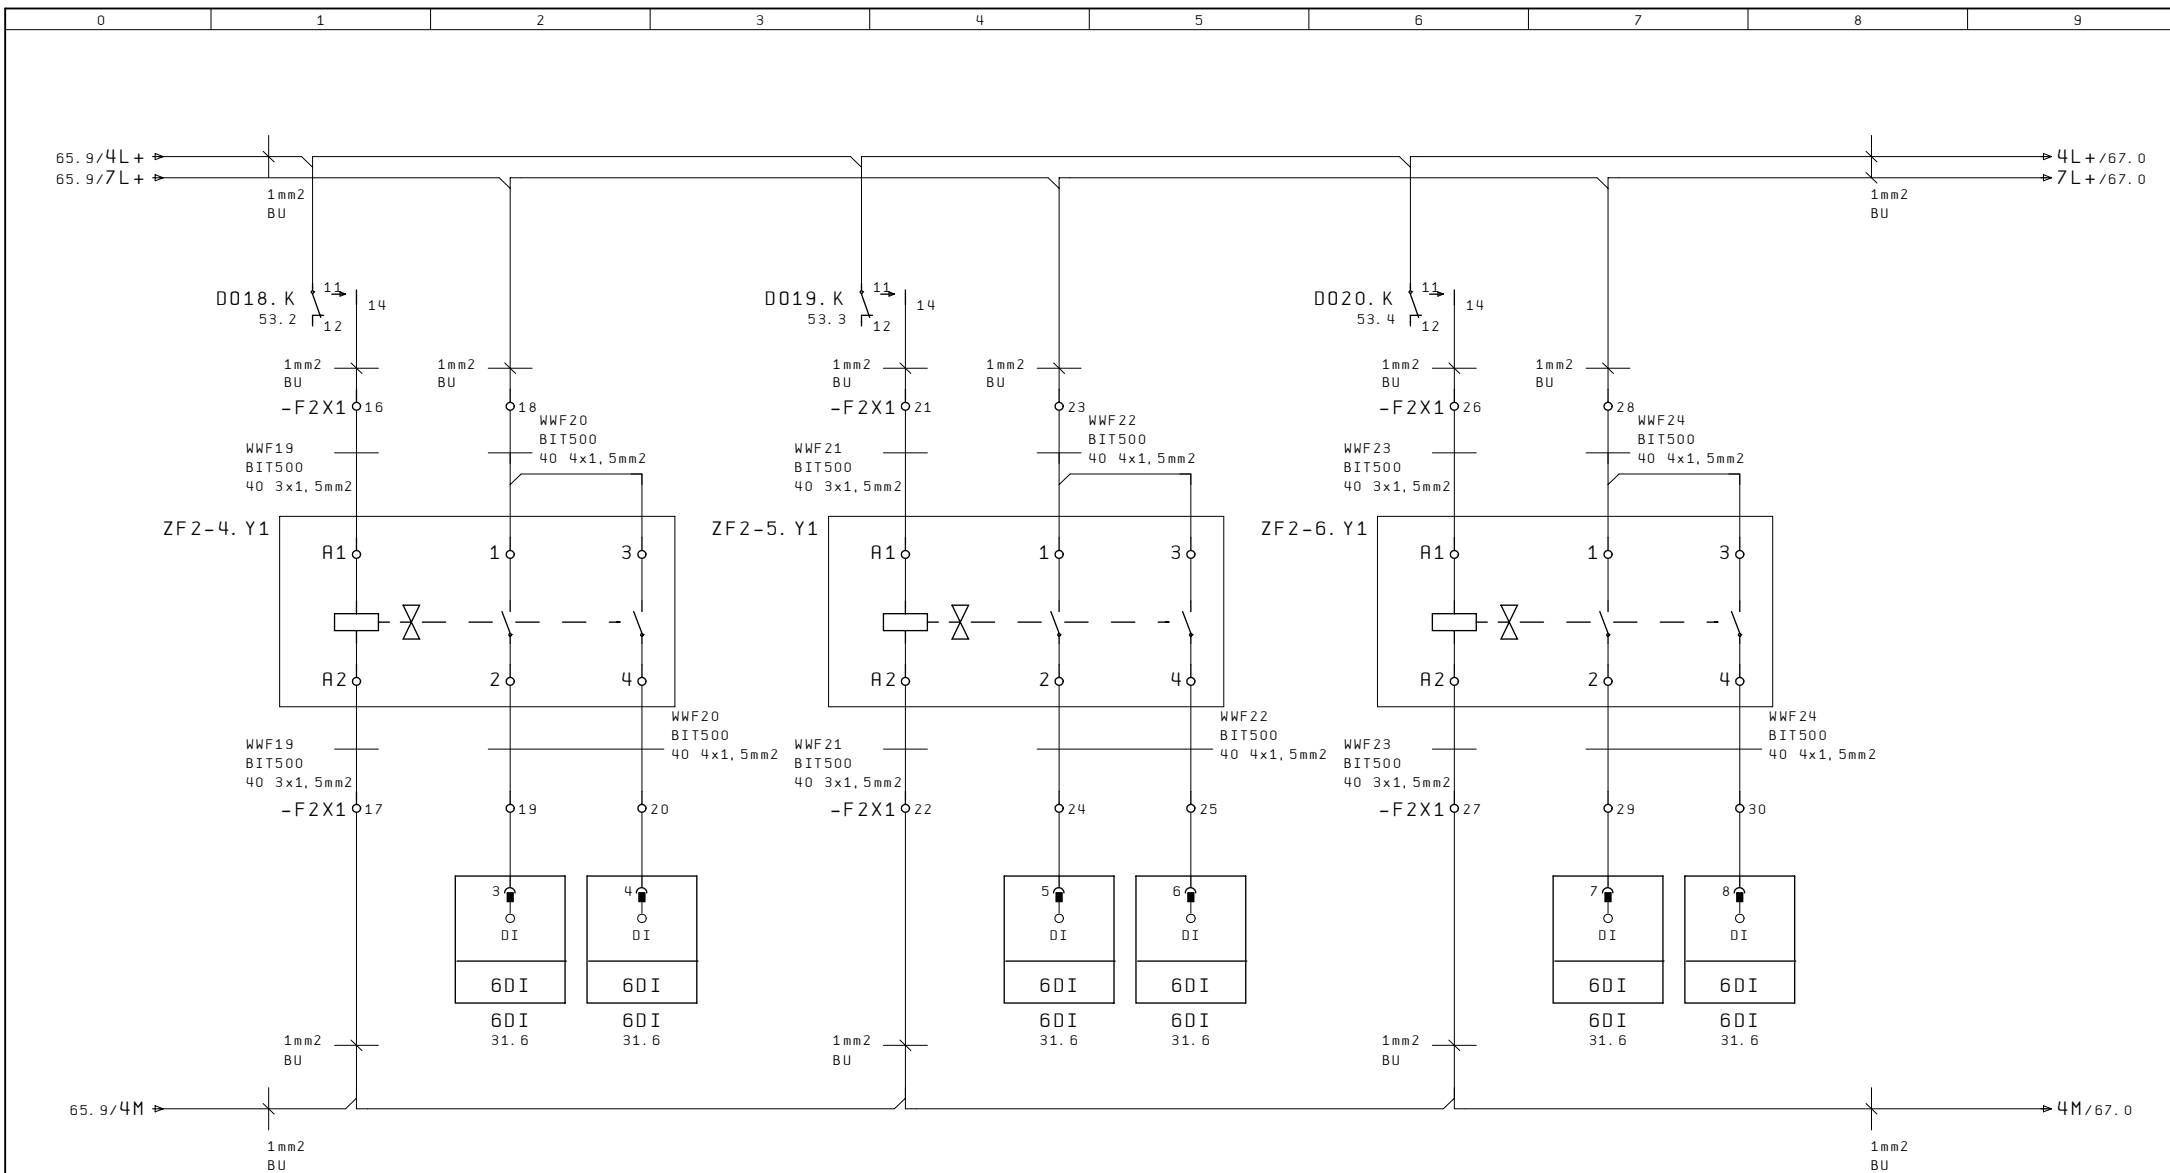 0 1 2 3 4 5 6 7 8 9
65.9/4L+ 4L+/67.0
65.9/7L+ 7L+/67.0
1mm2 1mm2
BU BU
DO18.K 11 14 DO19.K 11 14 DO20.K 11 14
53.2 12 53.3 12 53.4 12
1mm2 1mm2 1mm2 1mm2 1mm2 1mm2
BU BU BU BU BU BU
-F2X1 16 18 -F2X1 21 23 -F2X1 26 28
WWF20 WWF22 WWF24
BIT500 BIT500 BIT500
40 4x1,5mm2 40 4x1,5mm2 40 4x1,5mm2
WWF19 WWF21 WWF23
BIT500 BIT500 BIT500
40 3x1,5mm2 40 3x1,5mm2 40 3x1,5mm2
ZF2-4.Y1 ZF2-5.Y1 ZF2-6.Y1
A1 1 3 A1 1 3 A1 1 3
A2 2 4 A2 2 4 A2 2 4
WWF20 WWF22 WWF24
BIT500 BIT500 BIT500
40 4x1,5mm2 40 4x1,5mm2 40 4x1,5mm2
WWF19 WWF21 WWF23
BIT500 BIT500 BIT500
40 3x1,5mm2 40 3x1,5mm2 40 3x1,5mm2
-F2X1 17 19 20 -F2X1 22 24 25 -F2X1 27 29 30
3 4 5 6 7 8
DI DI DI DI DI DI
6DI 6DI 6DI 6DI 6DI 6DI
6DI 6DI 6DI 6DI 6DI 6DI
31.6 31.6 31.6 31.6 31.6 31.6
1mm2 1mm2 1mm2
BU BU BU
65.9/4M 4M/67.0
1mm2 1mm2
BU BU